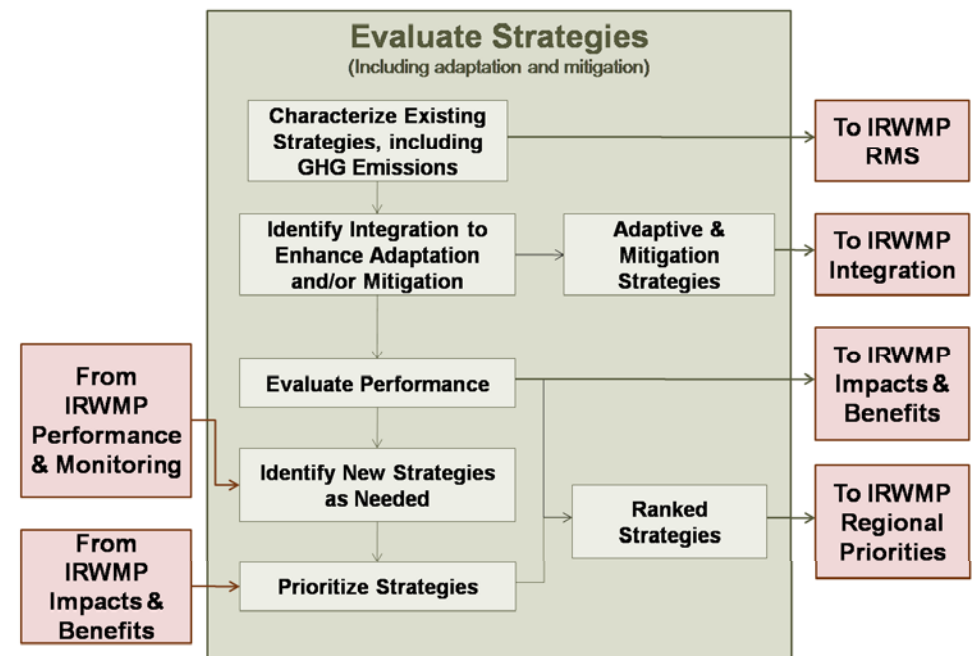 Evaluate Strategies
(Including adaptation and mitigation)
Characterize Existing
Strategies, including
GHG Emissions
To IRWMP
RMS
Identify Integration to
Enhance Adaptation
and/or Mitigation
Adaptive &
Mitigation
Strategies
To IRWMP
Integration
From
IRWMP
Performance
& Monitoring
Evaluate Performance
To IRWMP
Impacts &
Benefits
Identify New Strategies
as Needed
Ranked
Strategies
To IRWMP
Regional
Priorities
From
IRWMP
Impacts &
Benefits
Prioritize Strategies